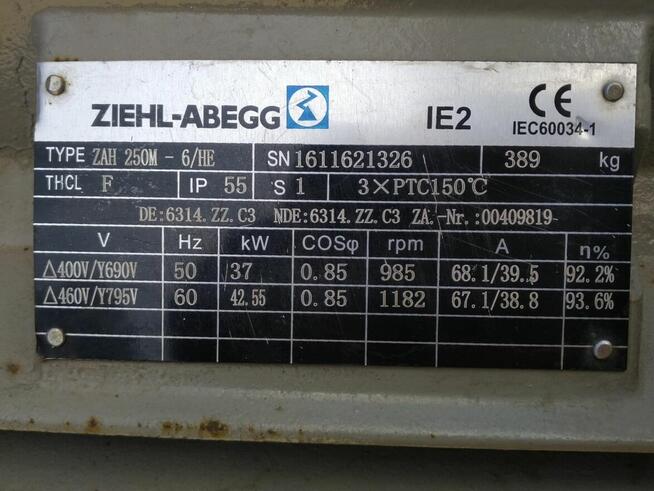 ZIEHL-ABEGG IE2 CE
IEC60034-1
TYPE ZAH 250M - 6/HE SN 1611621326 389 kg
THCL F IP 55 S 1 3×PTC150℃
DE:6314.ZZ.C3 NDE:6314.ZZ.C3 ZA.-Nr.:00409819
V Hz kW COSφ rpm A η%
△400V/Y690V 50 37 0.85 985 68.1/39.5 92.2%
△460V/Y795V 60 42.55 0.85 1182 67.1/38.8 93.6%